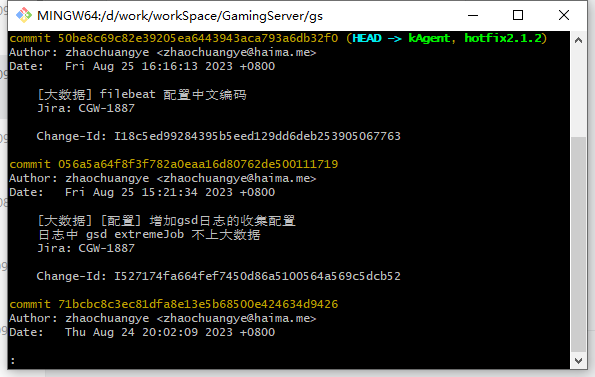 MINGW64:/d/work/workSpace/GamingServer/gs
commit 50be8c69c82e39205ea6443943aca793a6db32f0 (HEAD -> kAgent, hotfix2.1.2)
Author: zhaochuangye <zhaochuangye@haima.me>
Date:   Fri Aug 25 16:16:13 2023 +0800
[大数据] filebeat 配置中文编码
Jira: CGW-1887
Change-Id: I18c5ed99284395b5eed129dd6deb253905067763
commit 056a5a64f8f3f782a0eaa16d80762de500111719
Author: zhaochuangye <zhaochuangye@haima.me>
Date:   Fri Aug 25 15:21:34 2023 +0800
[大数据] [配置] 增加gsd日志的收集配置
日志中 gsd extremeJob 不上大数据
Jira: CGW-1887
Change-Id: I527174fa664fef7450d86a5100564a569c5dcb52
commit 71bcbc8c3ec81dfa8e13e5b68500e424634d9426
Author: zhaochuangye <zhaochuangye@haima.me>
Date:   Thu Aug 24 20:02:09 2023 +0800
: